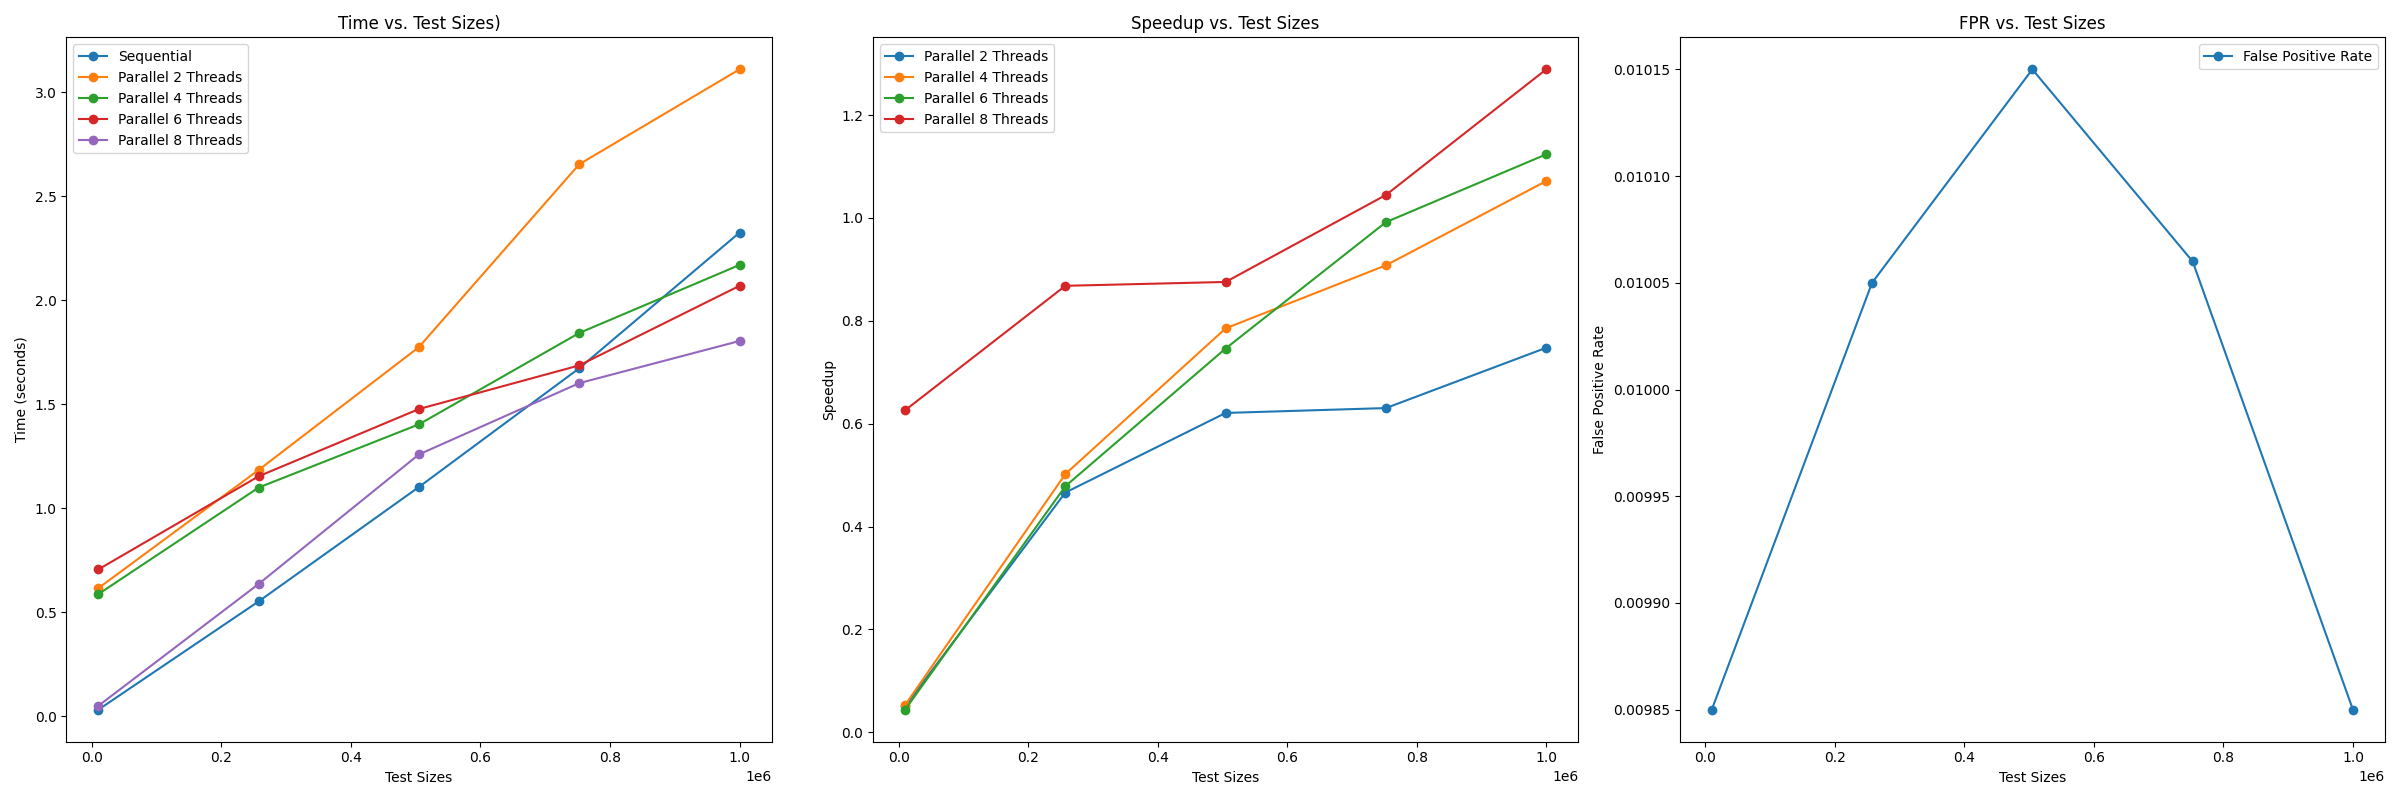 Time vs. Test Sizes)
Sequential
Parallel 2 Threads
Parallel 4 Threads
Parallel 6 Threads
Parallel 8 Threads
3.0
2.5
2.0
1.5
1.0
0.5
0.0
Time (seconds)
0.0 0.2 0.4 0.6 0.8 1.0
1e6
Test Sizes
Speedup vs. Test Sizes
Parallel 2 Threads
Parallel 4 Threads
Parallel 6 Threads
Parallel 8 Threads
1.2
1.0
0.8
0.6
0.4
0.2
0.0
Speedup
0.0 0.2 0.4 0.6 0.8 1.0
1e6
Test Sizes
FPR vs. Test Sizes
False Positive Rate
0.01015
0.01010
0.01005
0.01000
0.00995
0.00990
0.00985
False Positive Rate
0.0 0.2 0.4 0.6 0.8 1.0
1e6
Test Sizes